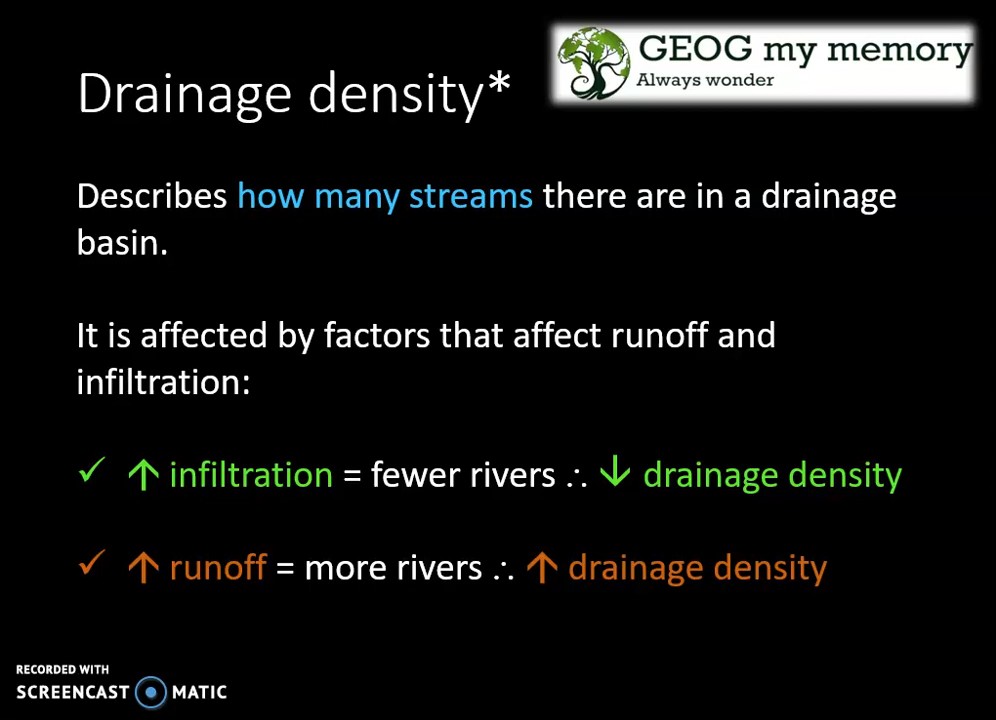 GEOG my memory
Always wonder
Drainage density*
Describes how many streams there are in a drainage
basin.
It is affected by factors that affect runoff and
infiltration:
✓ ↑ infiltration = fewer rivers ∴ ↓ drainage density
✓ ↑ runoff = more rivers ∴ ↑ drainage density
RECORDED WITH
SCREENCAST MATIC